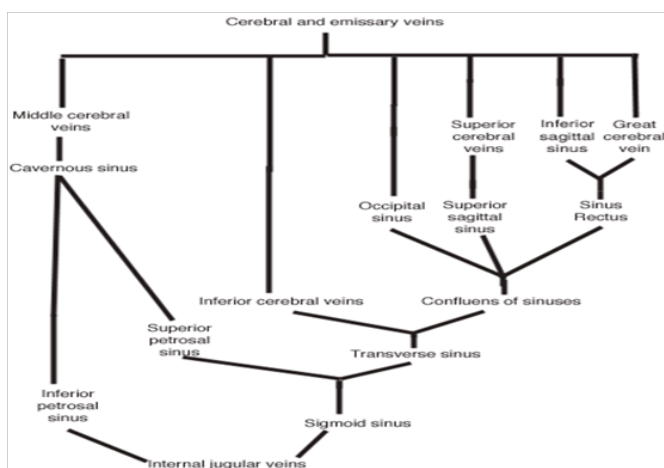 Cerebral and emissary veins
Middle cerebral
veins
Superior
cerebral
veins
Inferior
sagittal
sinus
Great
cerebral
vein
Cavernous sinus
Occipital
sinus
Superior
sagittal
sinus
Sinus
Rectus
Inferior cerebral veins
Confluens of sinuses
Superior
petrosal
sinus
Transverse sinus
Inferior
petrosal
sinus
Sigmoid sinus
Internal jugular veins